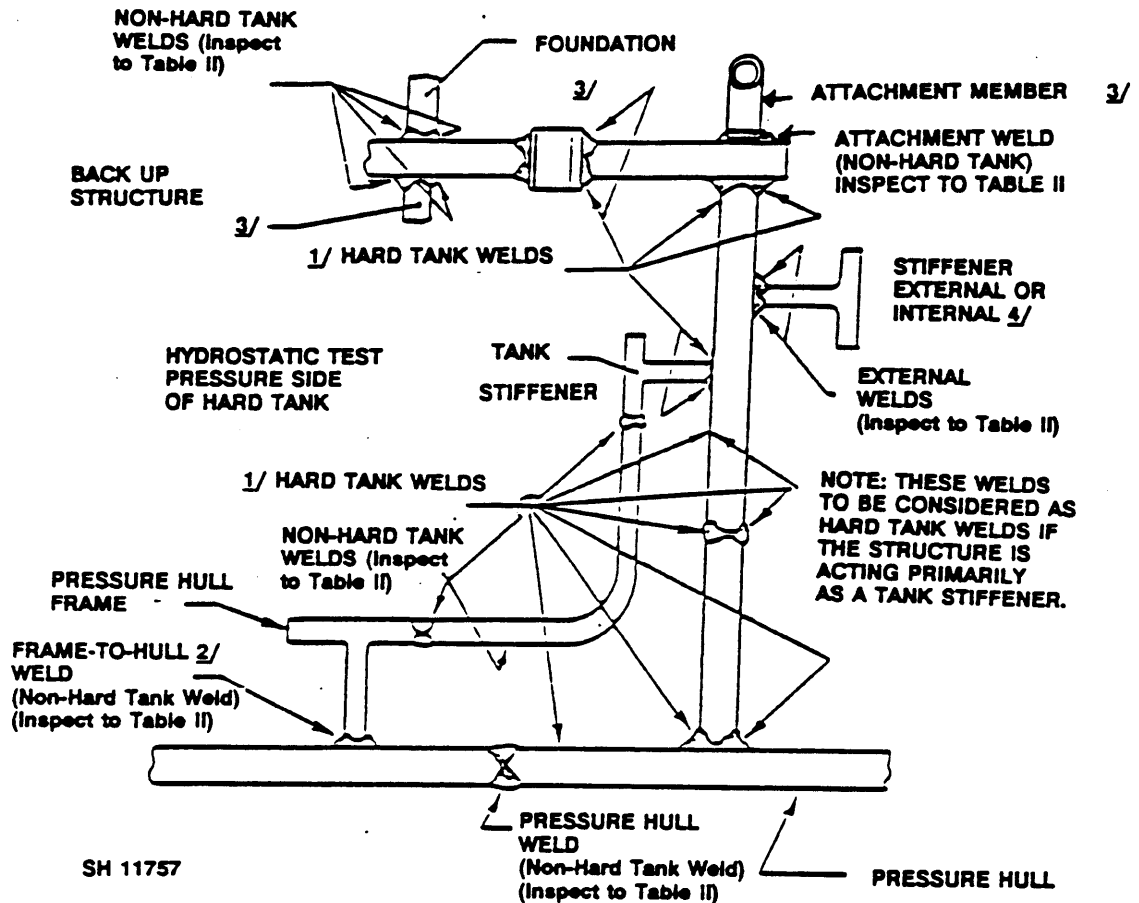 NON-HARD TANK
WELDS (Inspect
to Table II)
FOUNDATION
3/
ATTACHMENT MEMBER 3/
ATTACHMENT WELD
(NON-HARD TANK)
INSPECT TO TABLE II
BACK UP
STRUCTURE
3/
1/ HARD TANK WELDS
STIFFENER
EXTERNAL OR
INTERNAL 4/
HYDROSTATIC TEST
PRESSURE SIDE
OF HARD TANK
TANK
STIFFENER
EXTERNAL
WELDS
(Inspect to Table II)
1/ HARD TANK WELDS
NOTE: THESE WELDS
TO BE CONSIDERED AS
HARD TANK WELDS IF
THE STRUCTURE IS
ACTING PRIMARILY
AS A TANK STIFFENER.
NON-HARD TANK
WELDS (Inspect
to Table II)
PRESSURE HULL
FRAME
FRAME-TO-HULL 2/
WELD
(Non-Hard Tank Weld)
(Inspect to Table II)
PRESSURE HULL
WELD
(Non-Hard Tank Weld)
(Inspect to Table II)
PRESSURE HULL
SH 11757